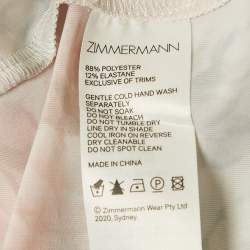 ZIMMERMANN
88% POLYESTER
12% ELASTANE
EXCLUSIVE OF TRIMS
GENTLE COLD HAND WASH
SEPARATELY
DO NOT SOAK
DO NOT BLEACH
DO NOT TUMBLE DRY
LINE DRY IN SHADE
COOL IRON ON REVERSE
DRY CLEANABLE
DO NOT SPOT CLEAN
MADE IN CHINA
© Zimmermann Wear Pty Ltd
2020, Sydney.